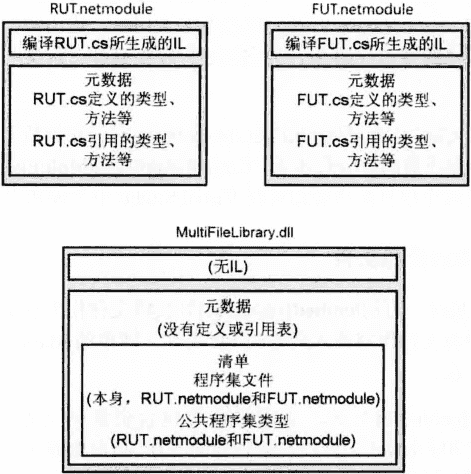 RUT.netmodule
编译RUT.cs所生成的IL
元数据
RUT.cs定义的类型、
方法等
RUT.cs引用的类型、
方法等
FUT.netmodule
编译FUT.cs所生成的IL
元数据
FUT.cs定义的类型、
方法等
FUT.cs引用的类型、
方法等
MultiFileLibrary.dll
(无IL)
元数据
(没有定义或引用表)
清单
程序集文件
(本身，RUT.netmodule和FUT.netmodule)
公共程序集类型
(RUT.netmodule和FUT.netmodule)